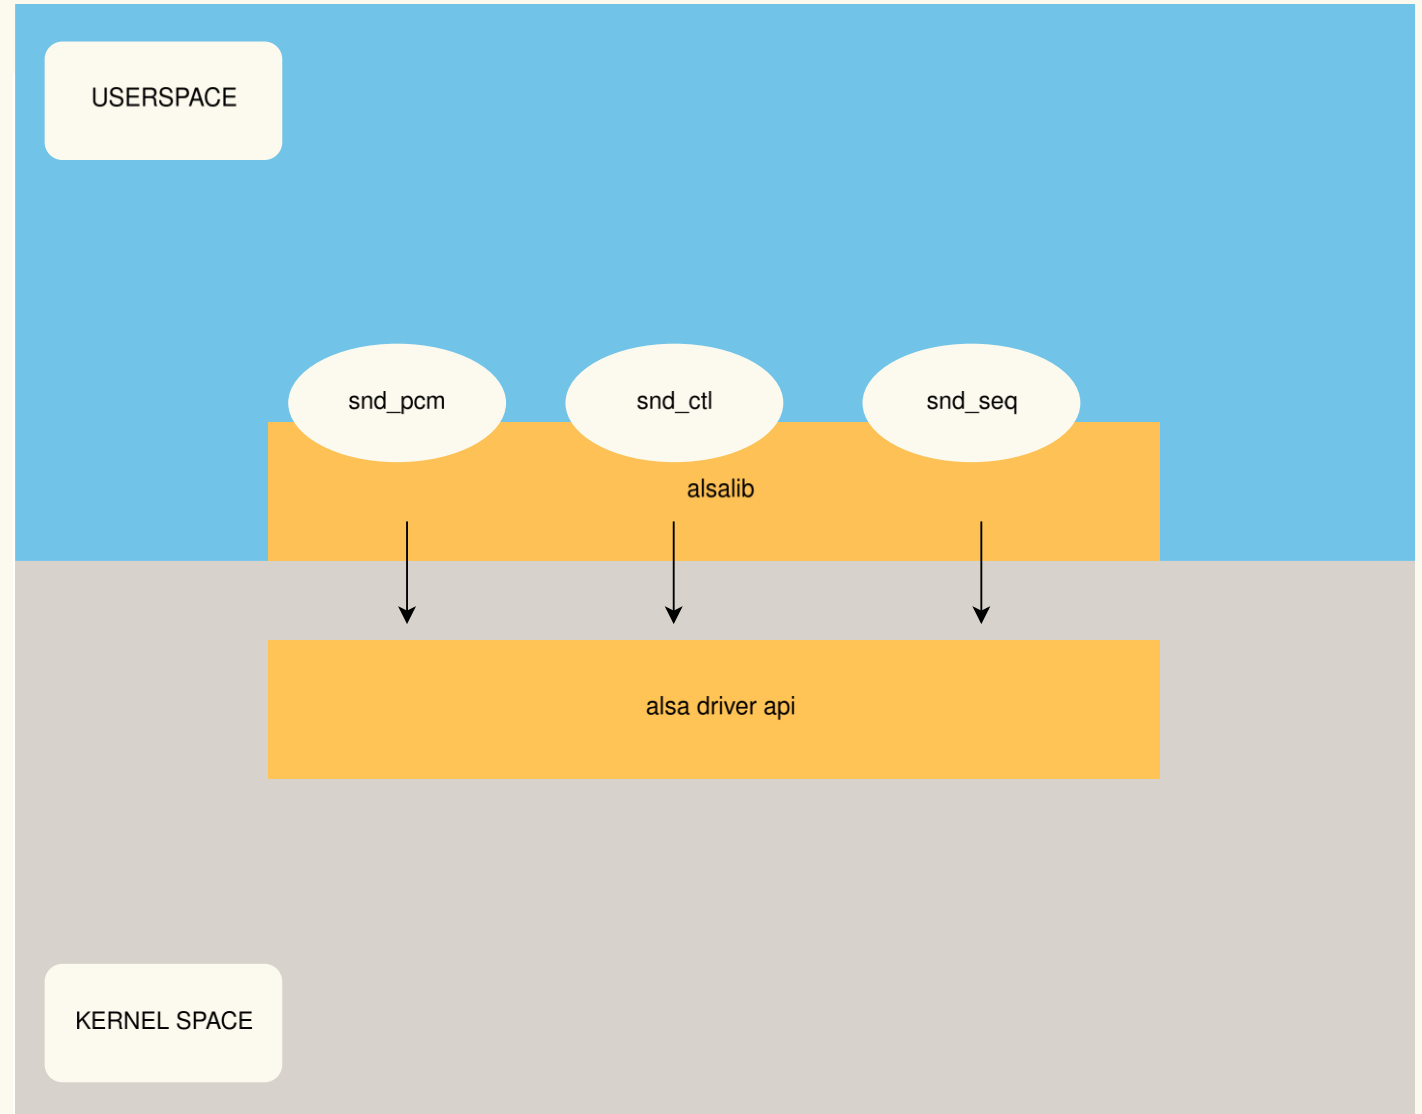 USERSPACE
snd_pcm
snd_ctl
snd_seq
alsalib
alsa driver api
KERNEL SPACE